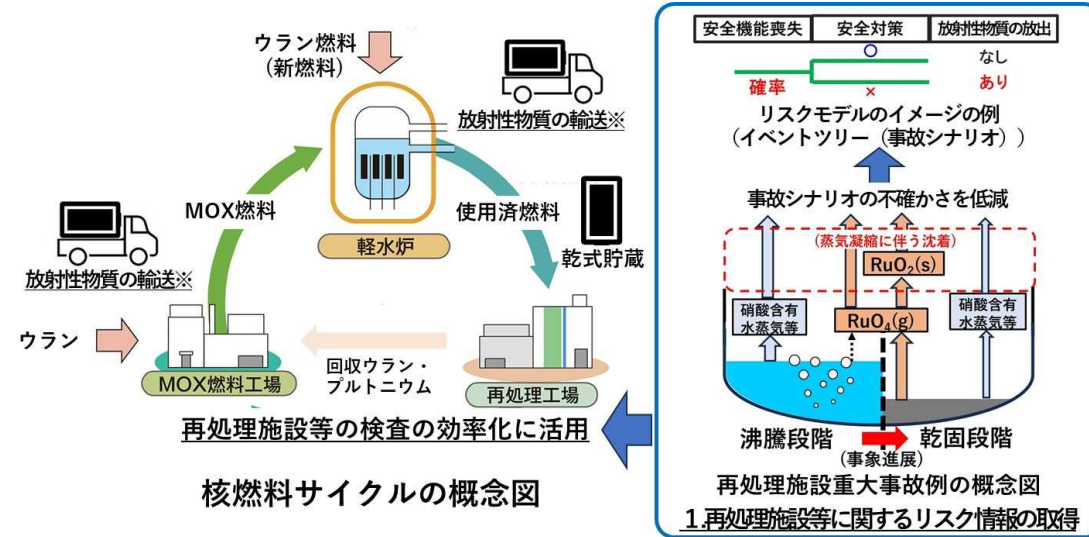 ウラン燃料
(新燃料)
放射性物質の輸送※
MOX燃料
使用済燃料
軽水炉
乾式貯蔵
放射性物質の輸送※
ウラン
MOX燃料工場
回収ウラン・
プルトニウム
再処理工場
再処理施設等の検査の効率化に活用
核燃料サイクルの概念図
安全機能喪失 安全対策 放射性物質の放出
○ なし
確率 × あり
リスクモデルのイメージの例
(イベントツリー(事故シナリオ))
事故シナリオの不確かさを低減
(蒸気凝縮に伴う沈着)
RuO2(s)
硝酸含有
水蒸気等
RuO4(g)
硝酸含有
水蒸気等
沸騰段階 乾固段階
(事象進展)
再処理施設重大事故例の概念図
1.再処理施設等に関するリスク情報の取得